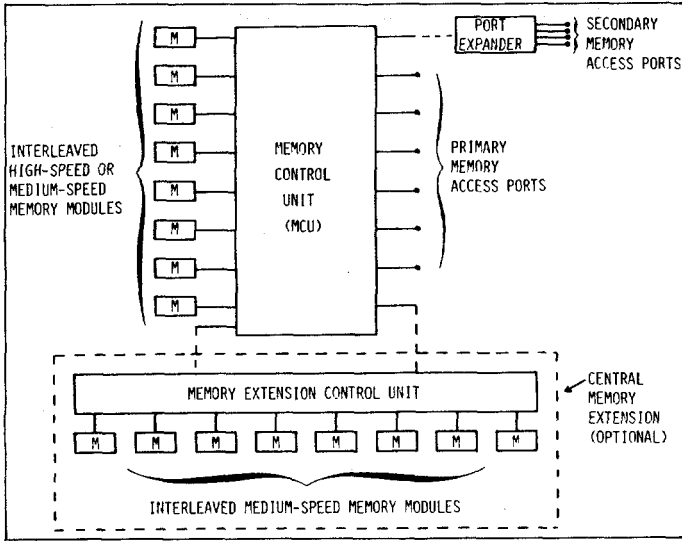 M
M
M
M
M
M
M
M
INTERLEAVED
HIGH-SPEED OR
MEDIUM-SPEED
MEMORY MODULES
MEMORY
CONTROL
UNIT
(MCU)
PORT
EXPANDER
SECONDARY
MEMORY
ACCESS PORTS
PRIMARY
MEMORY
ACCESS PORTS
MEMORY EXTENSION CONTROL UNIT
M
M
M
M
M
M
M
M
INTERLEAVED MEDIUM-SPEED MEMORY MODULES
CENTRAL
MEMORY
EXTENSION
(OPTIONAL)